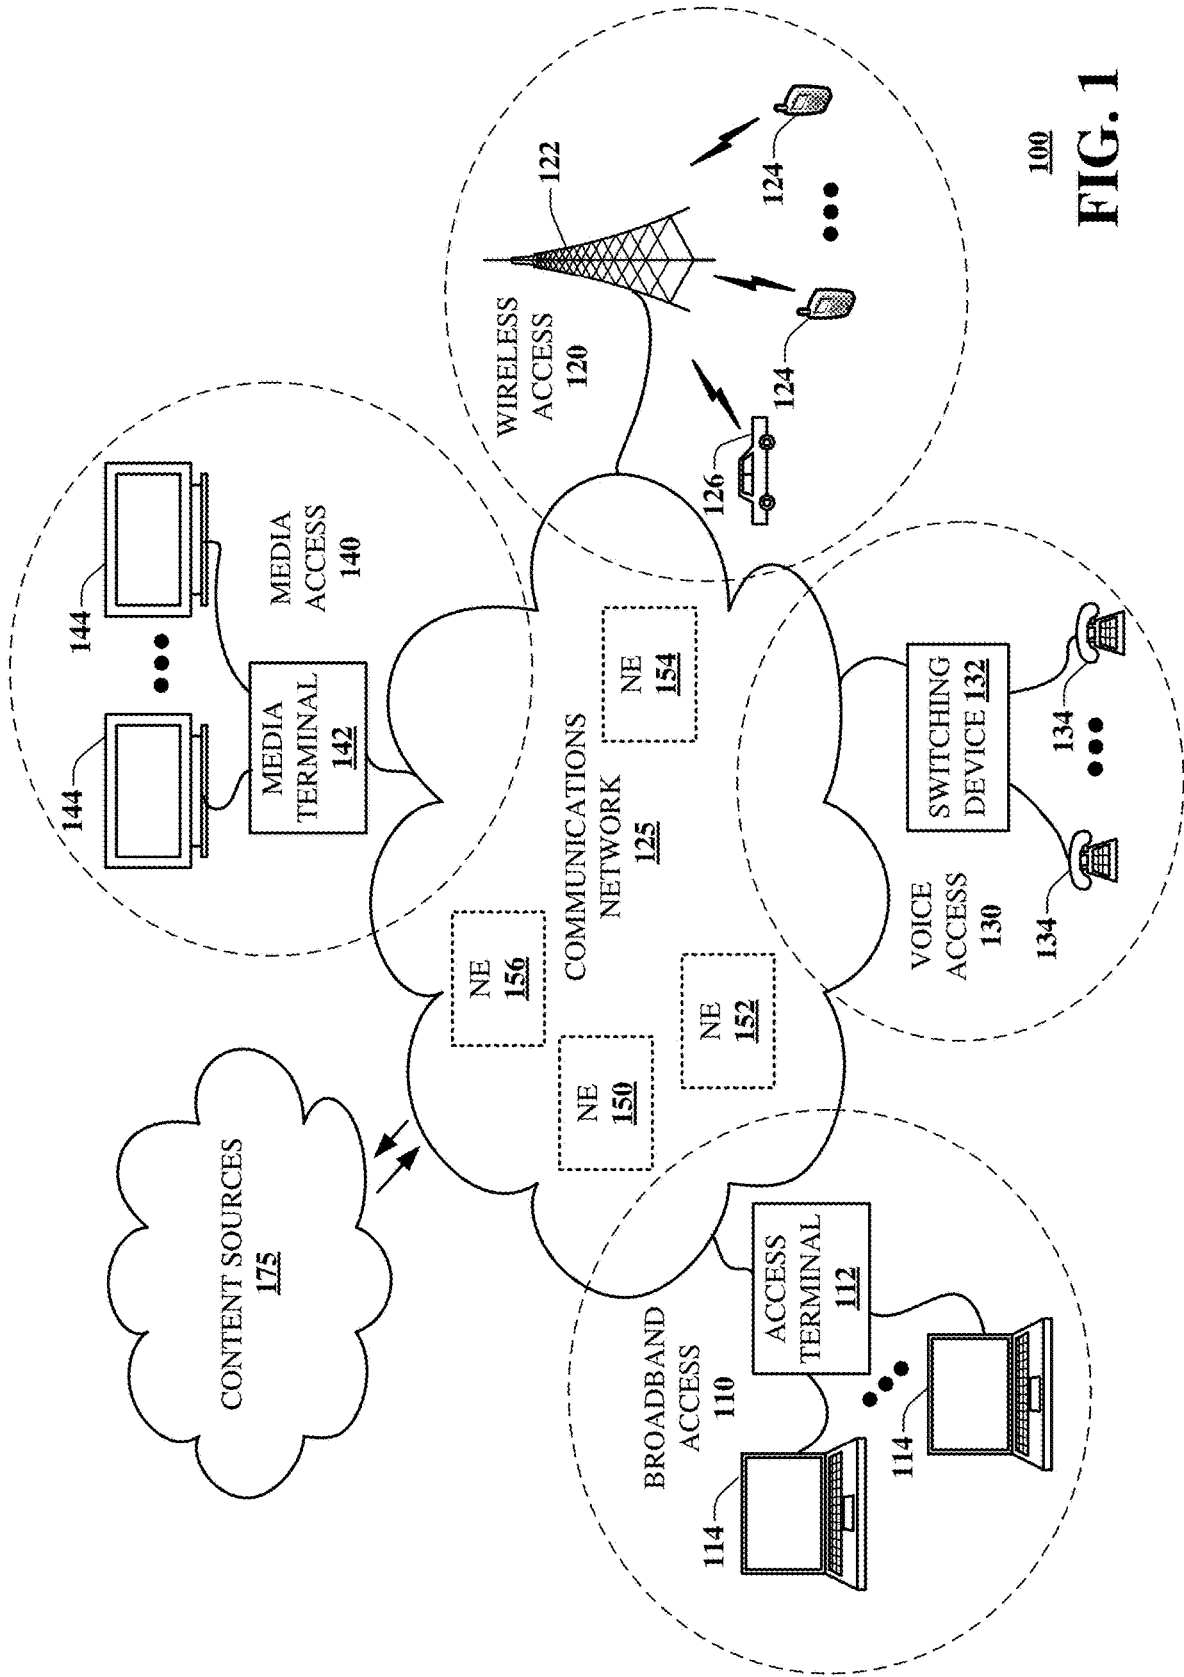 CONTENT SOURCES
175
144
144
MEDIA
TERMINAL
142
MEDIA
ACCESS
140
WIRELESS
ACCESS
120
122
124
124
126
NE
156
NE
150
NE
152
NE
154
COMMUNICATIONS
NETWORK
125
BROADBAND
ACCESS
110
ACCESS
TERMINAL
112
114
114
VOICE
ACCESS
130
SWITCHING
DEVICE 132
134
134
100
FIG. 1